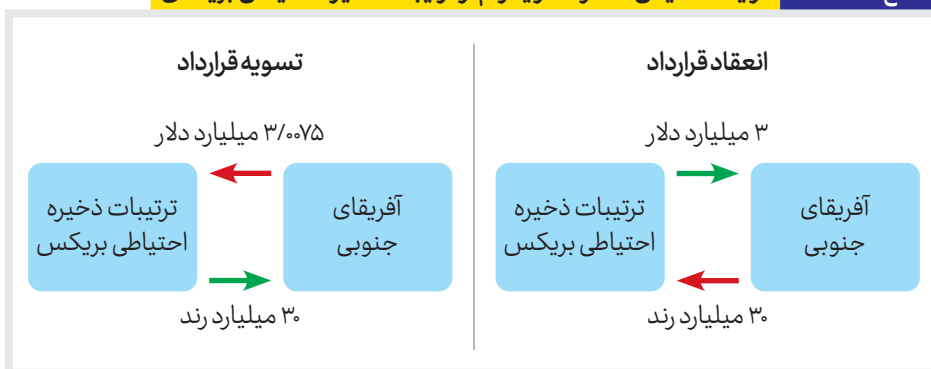 انعقاد قرارداد
۳ میلیارد دلار
آفریقای
جنوبی
ترتیبات ذخیره
احتیاطی بریکس
۳۰ میلیارد رند
تسویه قرارداد
۳/۰۰۷۵ میلیارد دلار
آفریقای
جنوبی
ترتیبات ذخیره
احتیاطی بریکس
۳۰ میلیارد رند